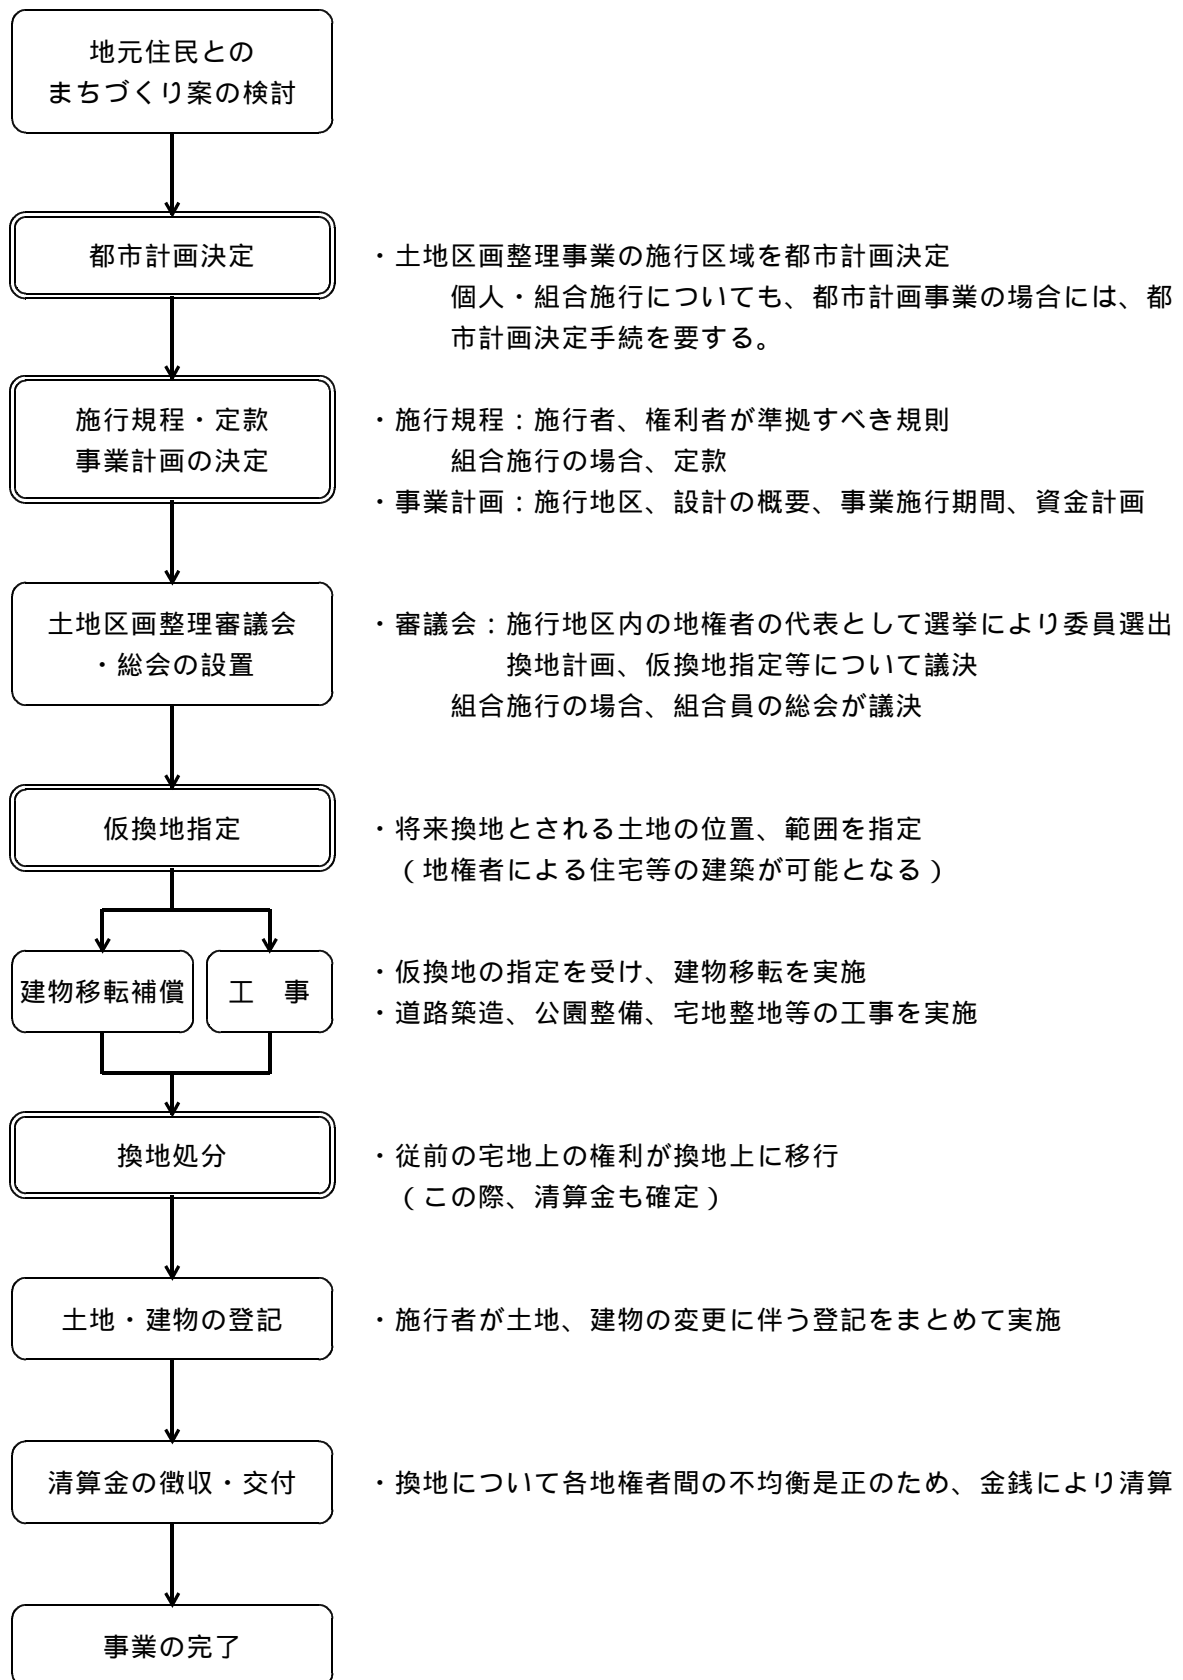 地元住民との
まちづくり案の検討
都市計画決定
・土地区画整理事業の施行区域を都市計画決定
個人・組合施行についても、都市計画事業の場合には、都
市計画決定手続を要する。
施行規程・定款
事業計画の決定
・施行規程：施行者、権利者が準拠すべき規則
組合施行の場合、定款
・事業計画：施行地区、設計の概要、事業施行期間、資金計画
土地区画整理審議会
・総会の設置
・審議会：施行地区内の地権者の代表として選挙により委員選出
換地計画、仮換地指定等について議決
組合施行の場合、組合員の総会が議決
仮換地指定
・将来換地とされる土地の位置、範囲を指定
（地権者による住宅等の建築が可能となる）
建物移転補償
工　事
・仮換地の指定を受け、建物移転を実施
・道路築造、公園整備、宅地整地等の工事を実施
換地処分
・従前の宅地上の権利が換地上に移行
（この際、清算金も確定）
土地・建物の登記
・施行者が土地、建物の変更に伴う登記をまとめて実施
清算金の徴収・交付
・換地について各地権者間の不均衡是正のため、金銭により清算
事業の完了